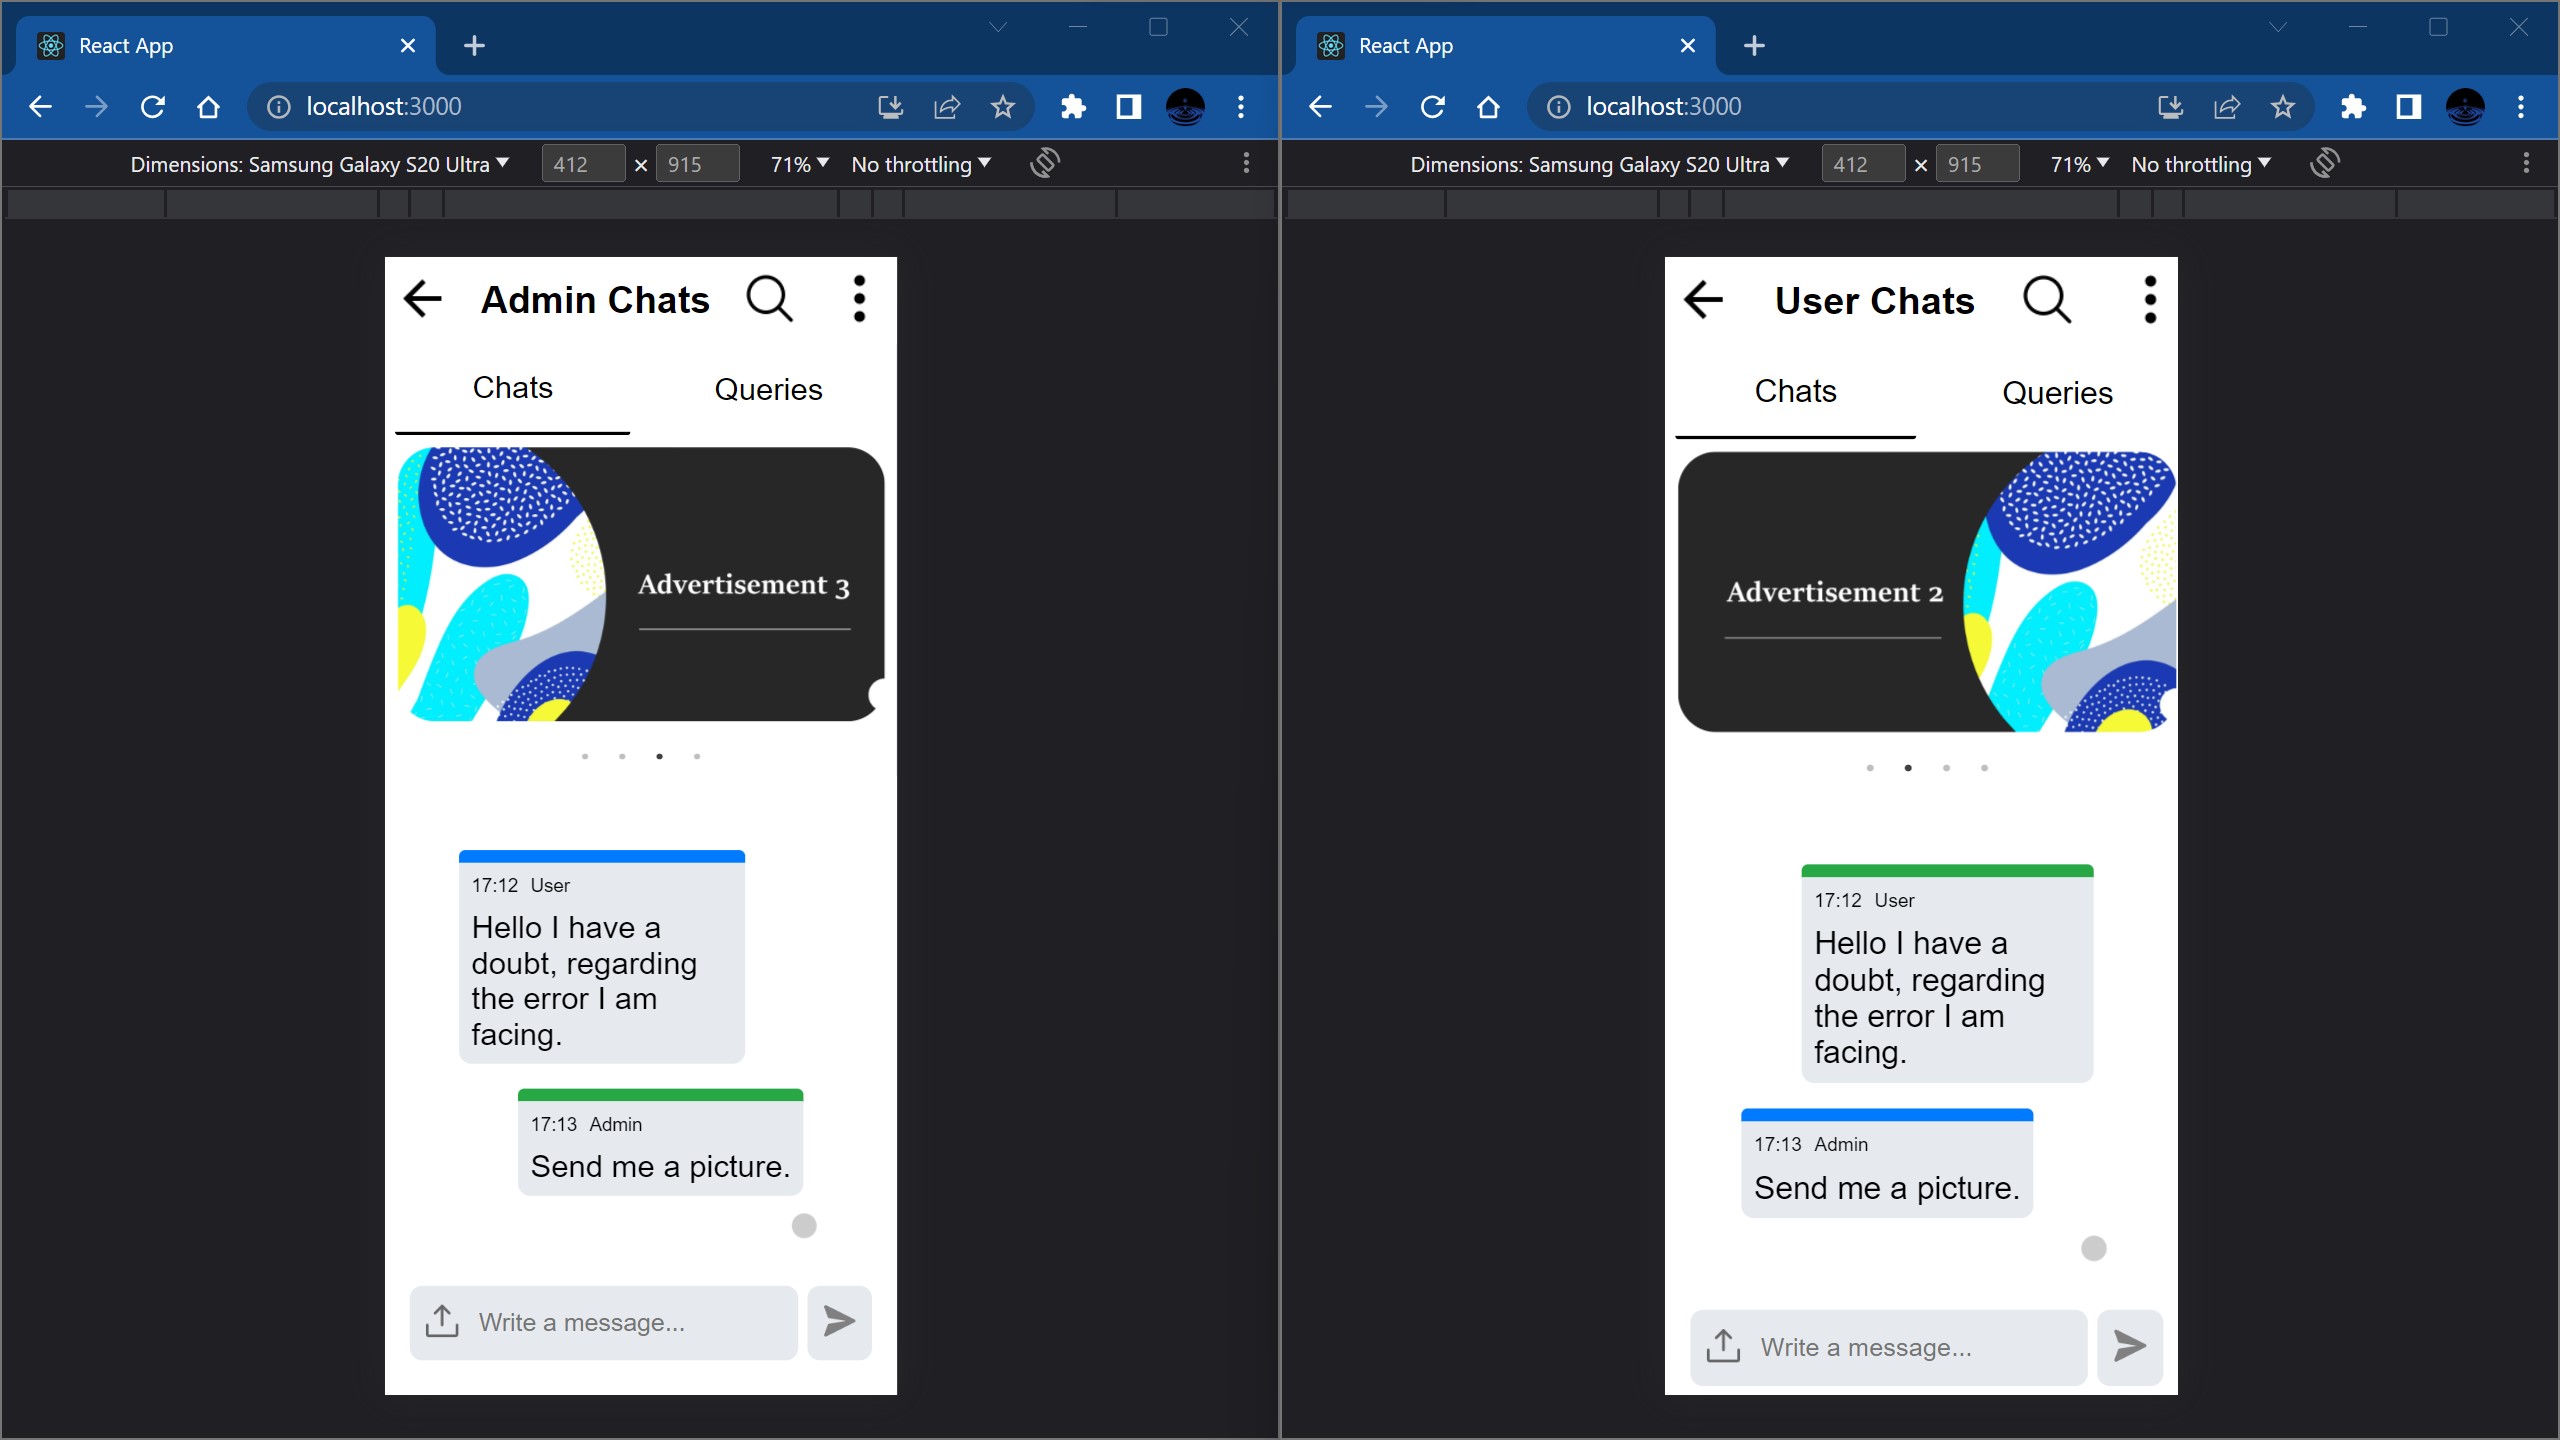 React App
localhost:3000
Dimensions: Samsung Galaxy S20 Ultra 412 × 915 71% No throttling
Admin Chats
Chats Queries
Advertisement 3
17:12 User
Hello I have a
doubt, regarding
the error I am
facing.
17:13 Admin
Send me a picture.
Write a message...
React App
localhost:3000
Dimensions: Samsung Galaxy S20 Ultra 412 × 915 71% No throttling
User Chats
Chats Queries
Advertisement 2
17:12 User
Hello I have a
doubt, regarding
the error I am
facing.
17:13 Admin
Send me a picture.
Write a message...